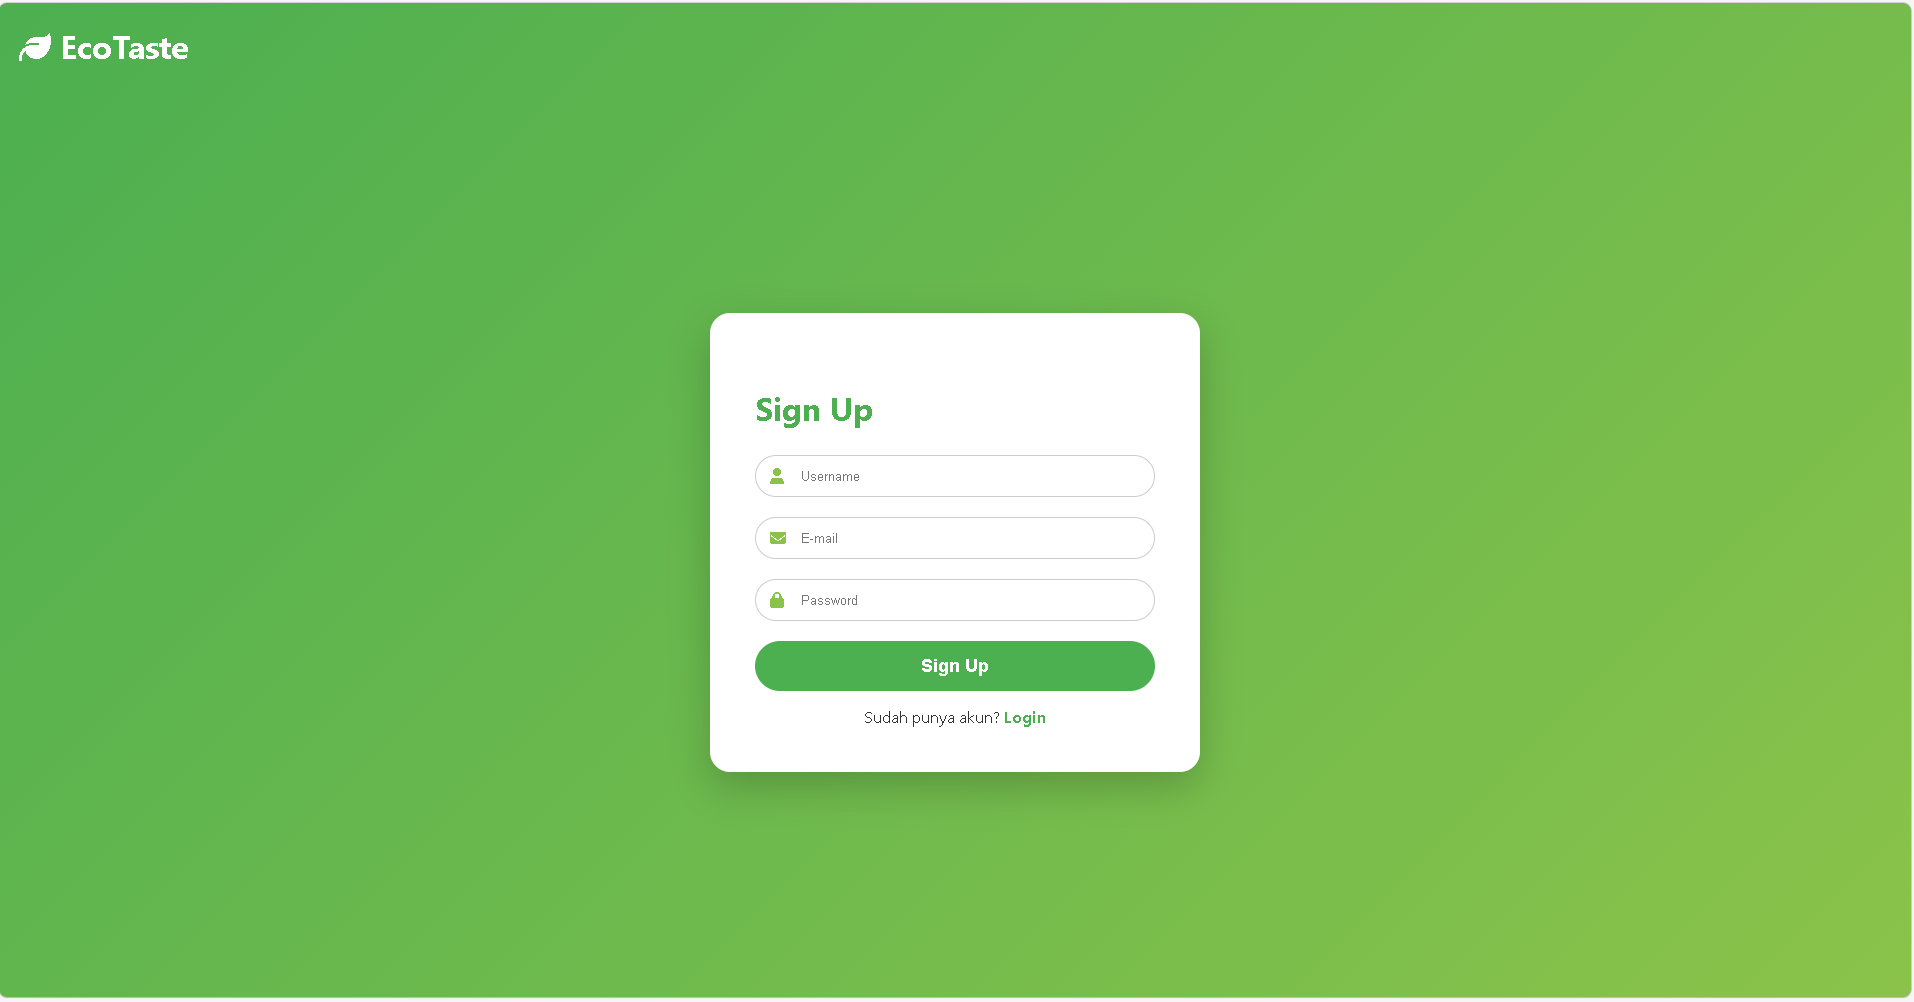 EcoTaste
Sign Up
Username
E-mail
Password
Sign Up
Sudah punya akun? Login